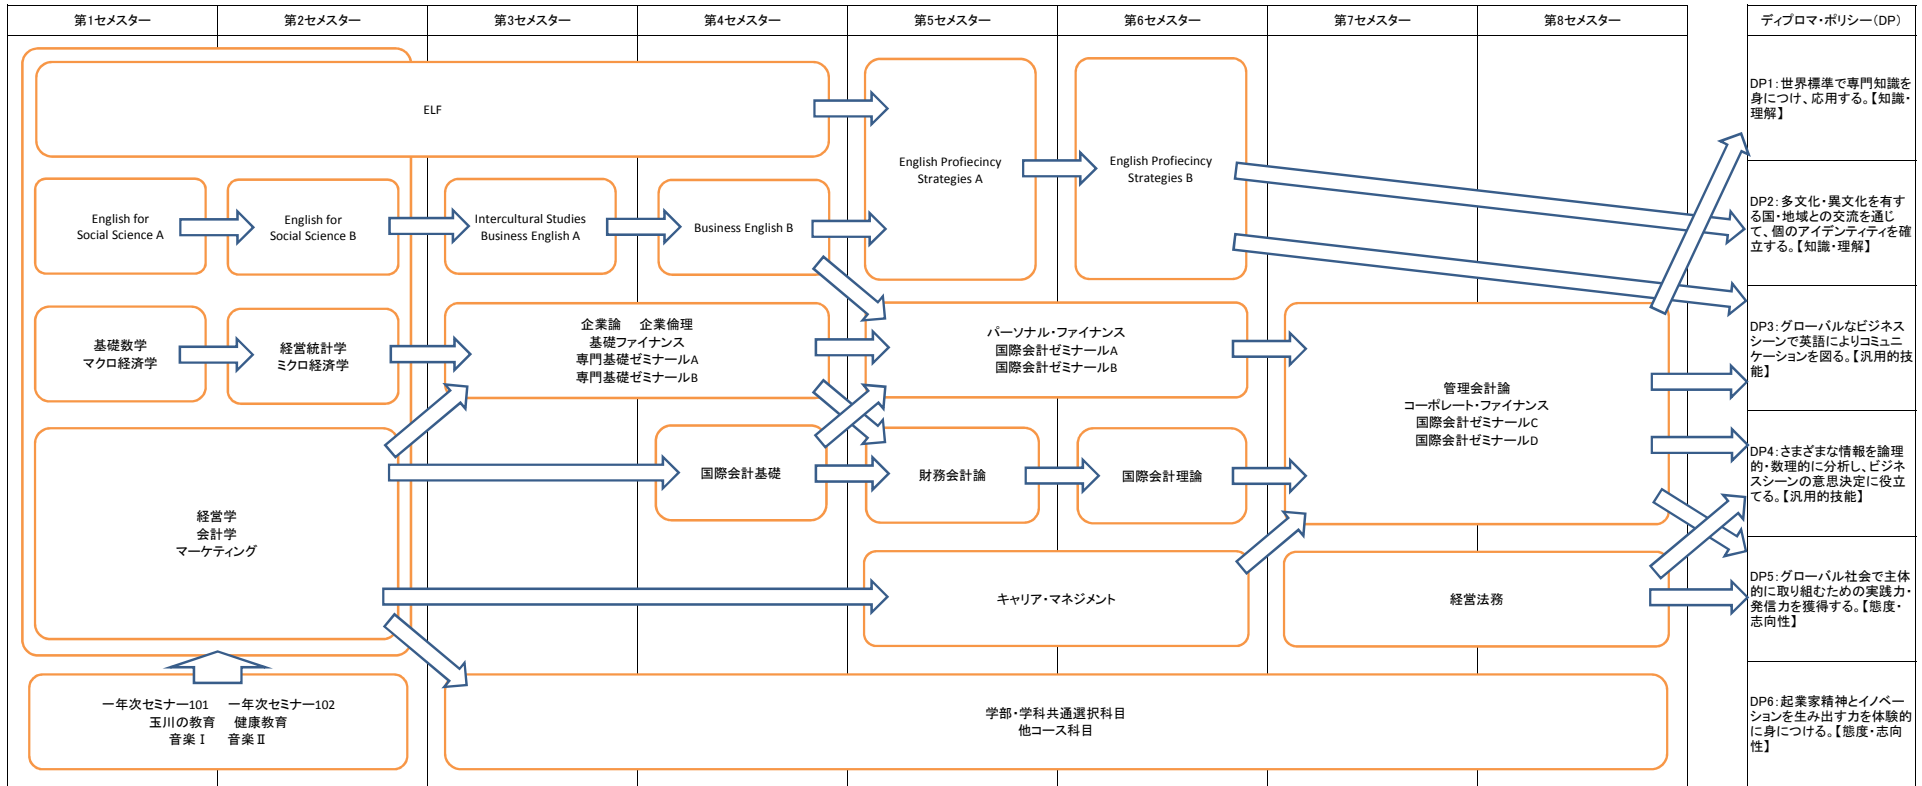 第1セメスター
第2セメスター
第3セメスター
第4セメスター
第5セメスター
第6セメスター
第7セメスター
第8セメスター
ディプロマ・ポリシー(DP)
ELF
English for
Social Science A
English for
Social Science B
Intercultural Studies
Business English A
Business English B
English Profiecincy
Strategies A
English Profiecincy
Strategies B
基礎数学
マクロ経済学
経営統計学
ミクロ経済学
企業論 企業倫理
基礎ファイナンス
専門基礎ゼミナールA
専門基礎ゼミナールB
パーソナル・ファイナンス
国際会計ゼミナールA
国際会計ゼミナールB
管理会計論
コーポレート・ファイナンス
国際会計ゼミナールC
国際会計ゼミナールD
経営学
会計学
マーケティング
国際会計基礎
財務会計論
国際会計理論
キャリア・マネジメント
経営法務
一年次セミナー101 一年次セミナー102
玉川の教育 健康教育
音楽Ⅰ 音楽Ⅱ
学部・学科共通選択科目
他コース科目
DP1:世界標準で専門知識を
身につけ、応用する。【知識・
理解】
DP2:多文化・異文化を有す
る国・地域との交流を通じ
て、個のアイデンティティを確
立する。【知識・理解】
DP3:グローバルなビジネス
シーンで英語によりコミュニ
ケーションを図る。【汎用的技
能】
DP4:さまざまな情報を論理
的・数理的に分析し、ビジネ
スシーンの意思決定に役立
てる。【汎用的技能】
DP5:グローバル社会で主体
的に取り組むための実践力・
発信力を獲得する。【態度・
志向性】
DP6:起業家精神とイノベー
ションを生み出す力を体験的
に身につける。【態度・志向
性】